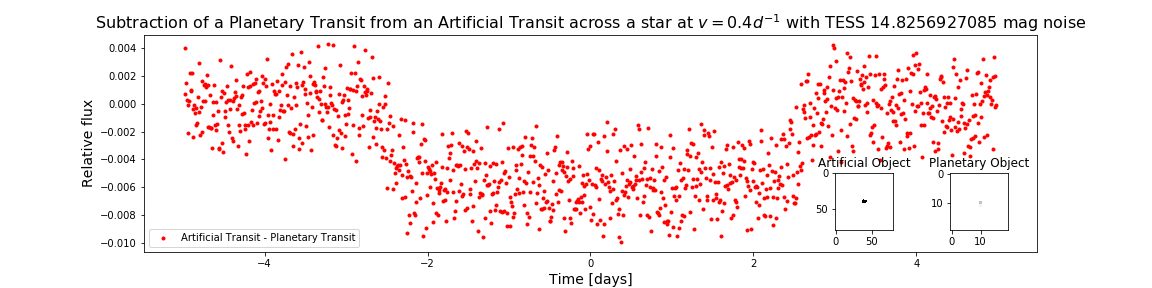 Subtraction of a Planetary Transit from an Artificial Transit across a star at v = 0.4d⁻¹ with TESS 14.8256927085 mag noise
Relative flux
0.004
0.002
0.000
−0.002
−0.004
−0.006
−0.008
−0.010
Artificial Transit - Planetary Transit
Artificial Object
0
50
0 50
Planetary Object
0
10
0 10
−4 −2 0 2 4
Time [days]